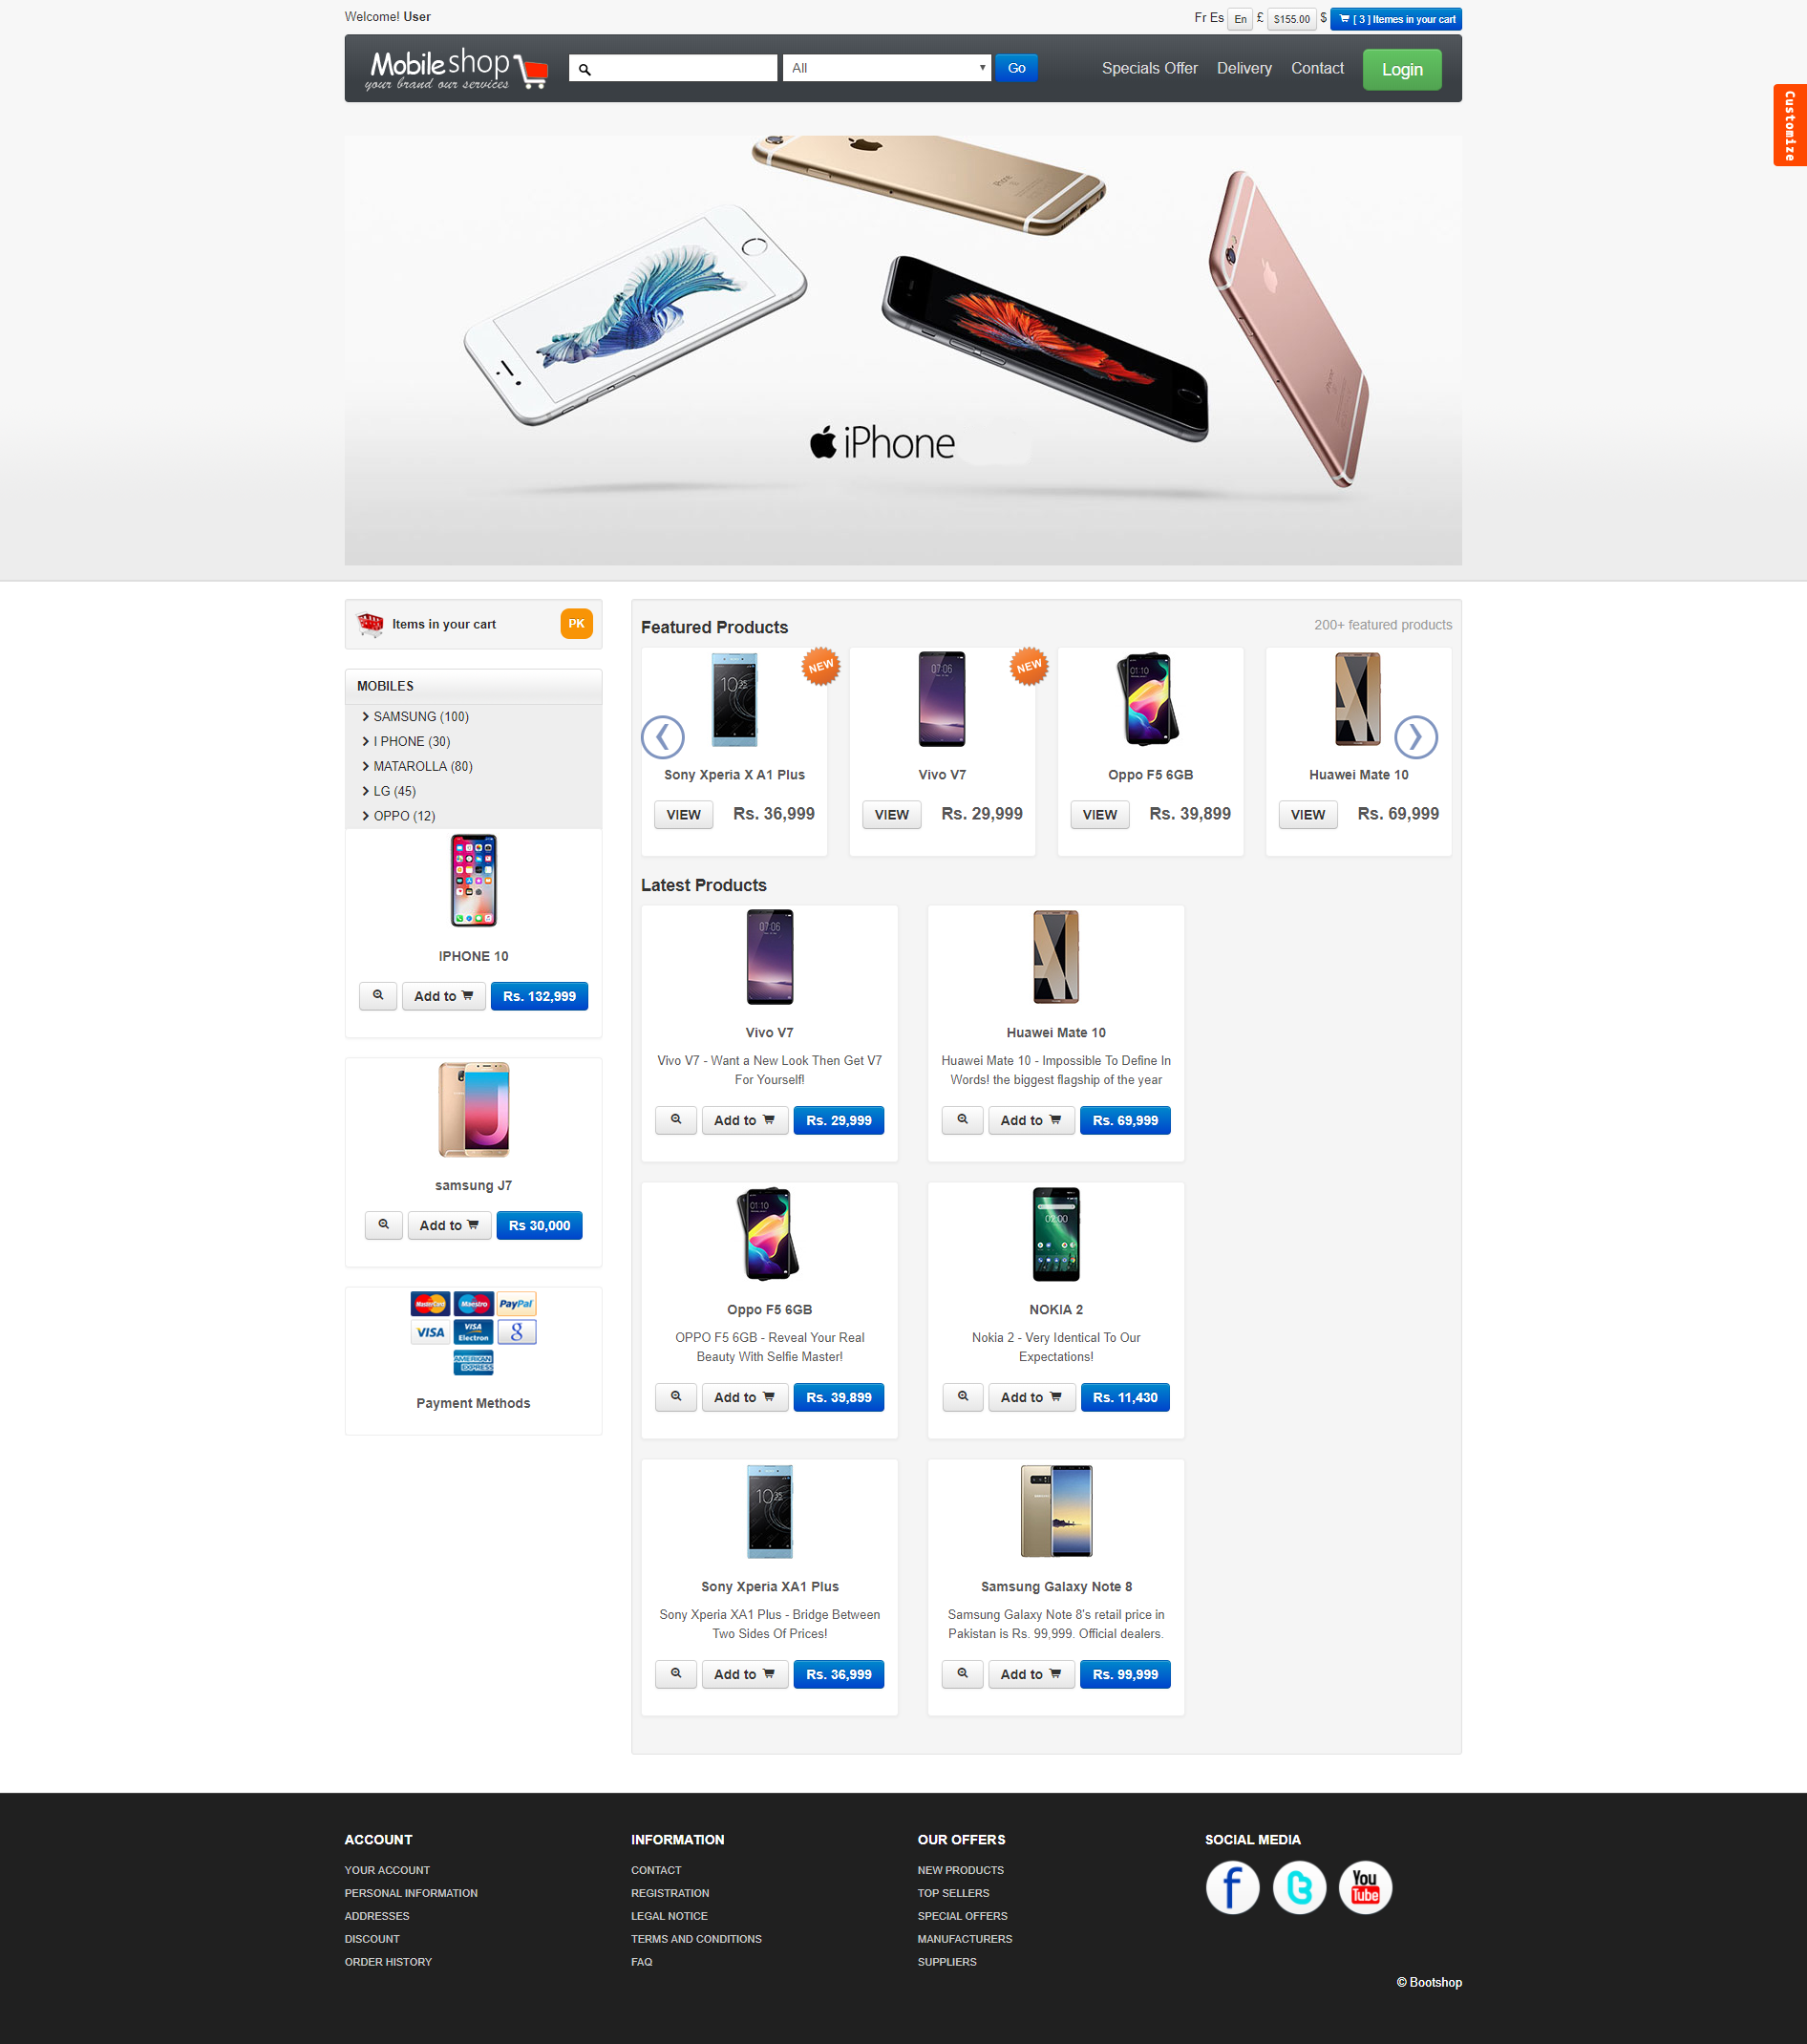 Welcome! User
Fr Es En £ $155.00 $ [ 3 ] Itemes in your cart
Mobile shop
your brand our services
All
Go
Specials Offer
Delivery
Contact
Login
Customize
iPhone
Items in your cart
PK
MOBILES
SAMSUNG (100)
I PHONE (30)
MATAROLLA (80)
LG (45)
OPPO (12)
IPHONE 10
Add to
Rs. 132,999
samsung J7
Add to
Rs 30,000
MasterCard
Maestro
PayPal
VISA
VISA Electron
g
AMERICAN EXPRESS
Payment Methods
Featured Products
200+ featured products
NEW
Sony Xperia X A1 Plus
VIEW
Rs. 36,999
NEW
Vivo V7
VIEW
Rs. 29,999
Oppo F5 6GB
VIEW
Rs. 39,899
Huawei Mate 10
VIEW
Rs. 69,999
Latest Products
Vivo V7
Vivo V7 - Want a New Look Then Get V7
For Yourself!
Add to
Rs. 29,999
Huawei Mate 10
Huawei Mate 10 - Impossible To Define In
Words! the biggest flagship of the year
Add to
Rs. 69,999
Oppo F5 6GB
OPPO F5 6GB - Reveal Your Real
Beauty With Selfie Master!
Add to
Rs. 39,899
NOKIA 2
Nokia 2 - Very Identical To Our
Expectations!
Add to
Rs. 11,430
Sony Xperia XA1 Plus
Sony Xperia XA1 Plus - Bridge Between
Two Sides Of Prices!
Add to
Rs. 36,999
Samsung Galaxy Note 8
Samsung Galaxy Note 8's retail price in
Pakistan is Rs. 99,999. Official dealers.
Add to
Rs. 99,999
ACCOUNT
YOUR ACCOUNT
PERSONAL INFORMATION
ADDRESSES
DISCOUNT
ORDER HISTORY
INFORMATION
CONTACT
REGISTRATION
LEGAL NOTICE
TERMS AND CONDITIONS
FAQ
OUR OFFERS
NEW PRODUCTS
TOP SELLERS
SPECIAL OFFERS
MANUFACTURERS
SUPPLIERS
SOCIAL MEDIA
You
Tube
© Bootshop